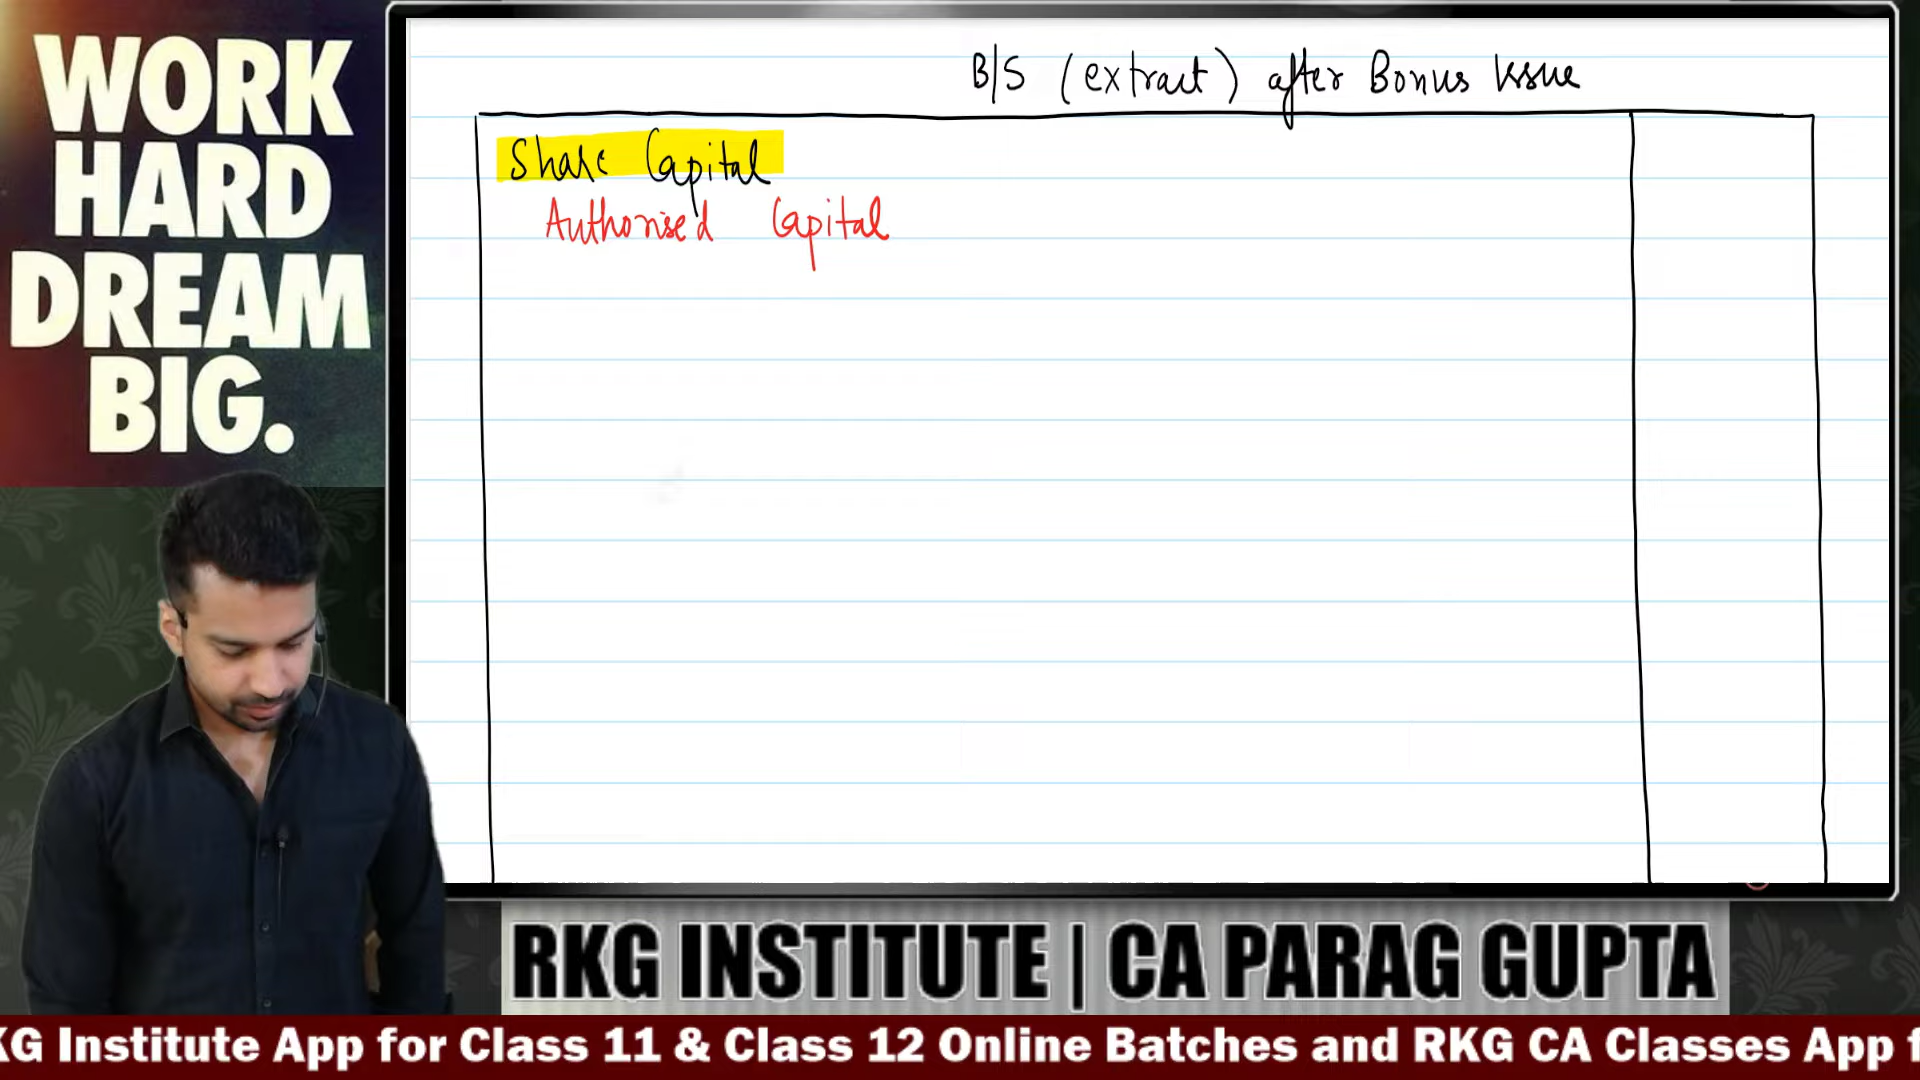 WORK
HARD
DREAM
BIG.
B/S (extract) after Bonus Issue
Share Capital
Authorised Capital
RKG INSTITUTE | CA PARAG GUPTA
KG Institute App for Class 11 & Class 12 Online Batches and RKG CA Classes App f